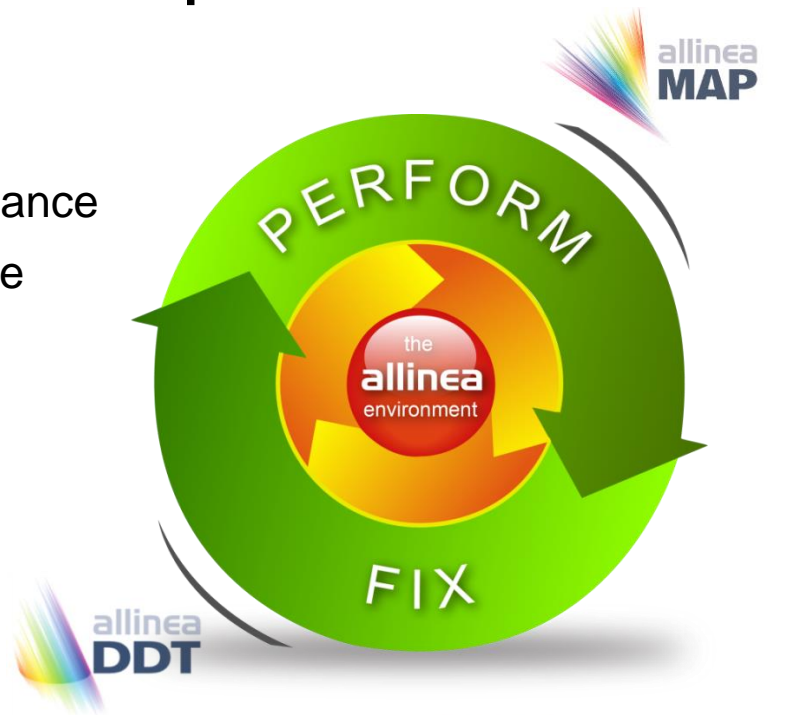 allinea
MAP
ance
e
PERFORM
the
allinea
environment
FIX
allinea
DDT